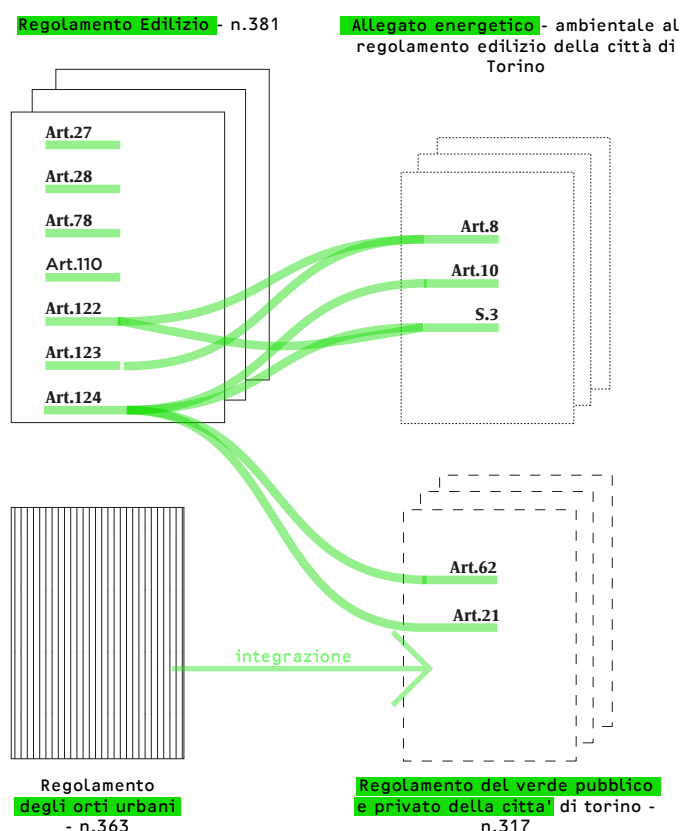 Regolamento Edilizio - n.381
Allegato energetico - ambientale al
regolamento edilizio della città di
Torino
Art.27
Art.28
Art.78
Art.110
Art.122
Art.123
Art.124
Art.8
Art.10
S.3
Art.62
Art.21
integrazione
Regolamento
degli orti urbani
- n.363
Regolamento del verde pubblico
e privato della citta' di torino -
n.317